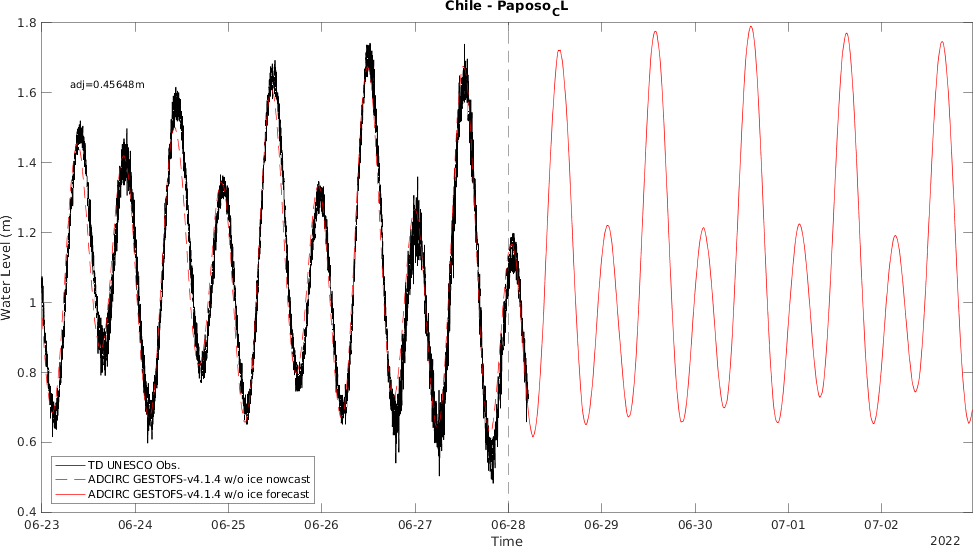 Chile - Paposo_CL
1.8
1.6
1.4
1.2
1
0.8
0.6
0.4
Water Level (m)
adj=0.45648m
TD UNESCO Obs.
ADCIRC GESTOFS-v4.1.4 w/o ice nowcast
ADCIRC GESTOFS-v4.1.4 w/o ice forecast
06-23 06-24 06-25 06-26 06-27 06-28 06-29 06-30 07-01 07-02
Time
2022